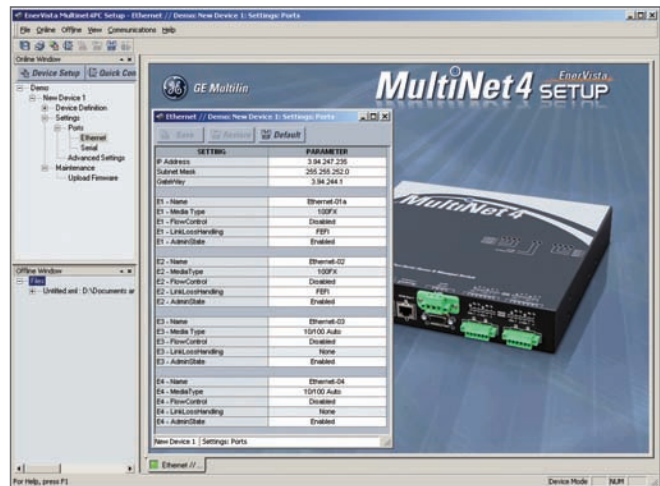 EnerVista Multinet4PC Setup - Ethernet // Demo: New Device 1: Settings: Ports
File Online Offline View Communications Help
Online Window
Device Setup Quick Con
Demo
New Device 1
Device Definition
Settings
Ports
Ethernet
Serial
Advanced Settings
Maintenance
Upload Firmware
Offline Window
Files
Untitled.xml : D:\Documents ar
GE Multilin
EnerVista
MultiNet4 SETUP
Ethernet // Demo: New Device 1: Settings: Ports
Save Restore Default
SETTING PARAMETER
IP Address 3.94.247.235
Subnet Mask 255.255.252.0
GateWay 3.94.244.1
E1 - Name Ethernet-01a
E1 - Media Type 100FX
E1 - FlowControl Disabled
E1 - LinkLossHandling FEFI
E1 - AdminState Enabled
E2 - Name Ethernet-02
E2 - MediaType 100FX
E2 - FlowControl Disabled
E2 - LinkLossHandling FEFI
E2 - AdminState Enabled
E3 - Name Ethernet-03
E3 - Media Type 10/100 Auto
E3 - FlowControl Disabled
E3 - LinkLossHandling None
E3 - AdminState Enabled
E4 - Name Ethernet-04
E4 - MediaType 10/100 Auto
E4 - FlowControl Disabled
E4 - LinkLossHandling None
E4 - AdminState Enabled
New Device 1 Settings: Ports
MultiNet 4
Ethernet // ...
For Help, press F1
Device Mode NUM